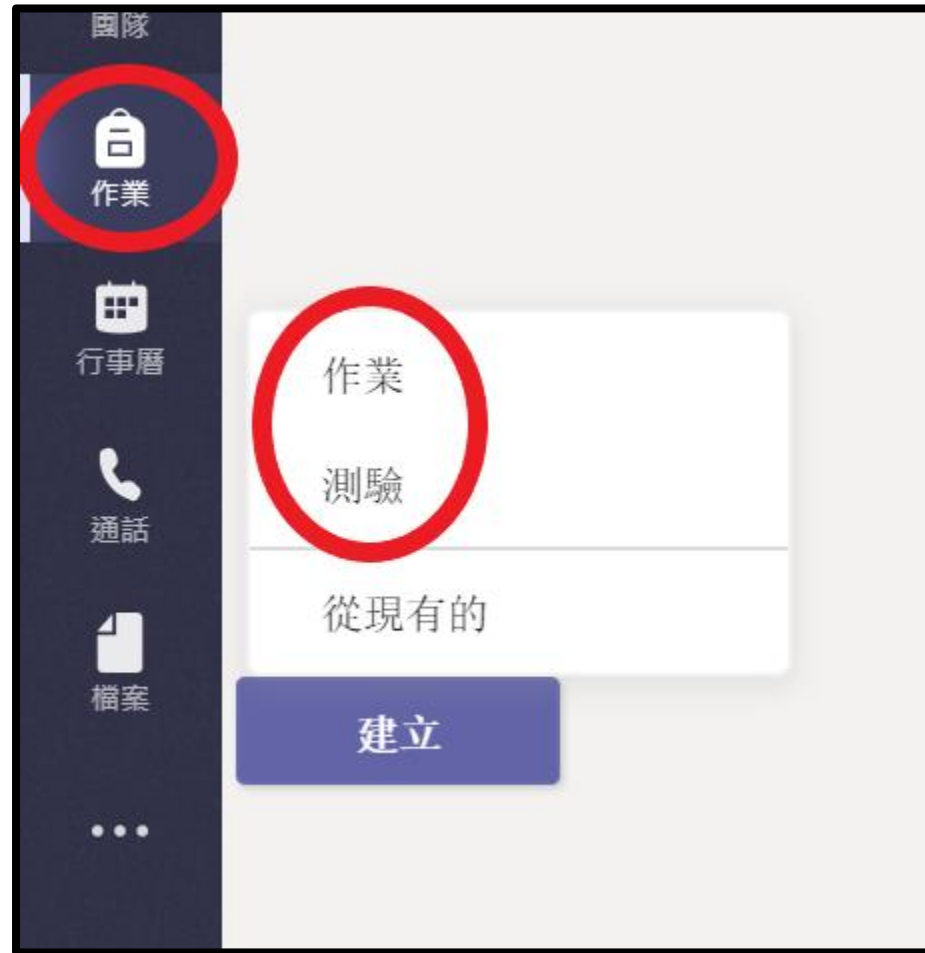 團隊
作業
行事曆
通話
檔案
作業
測驗
從現有的
建立